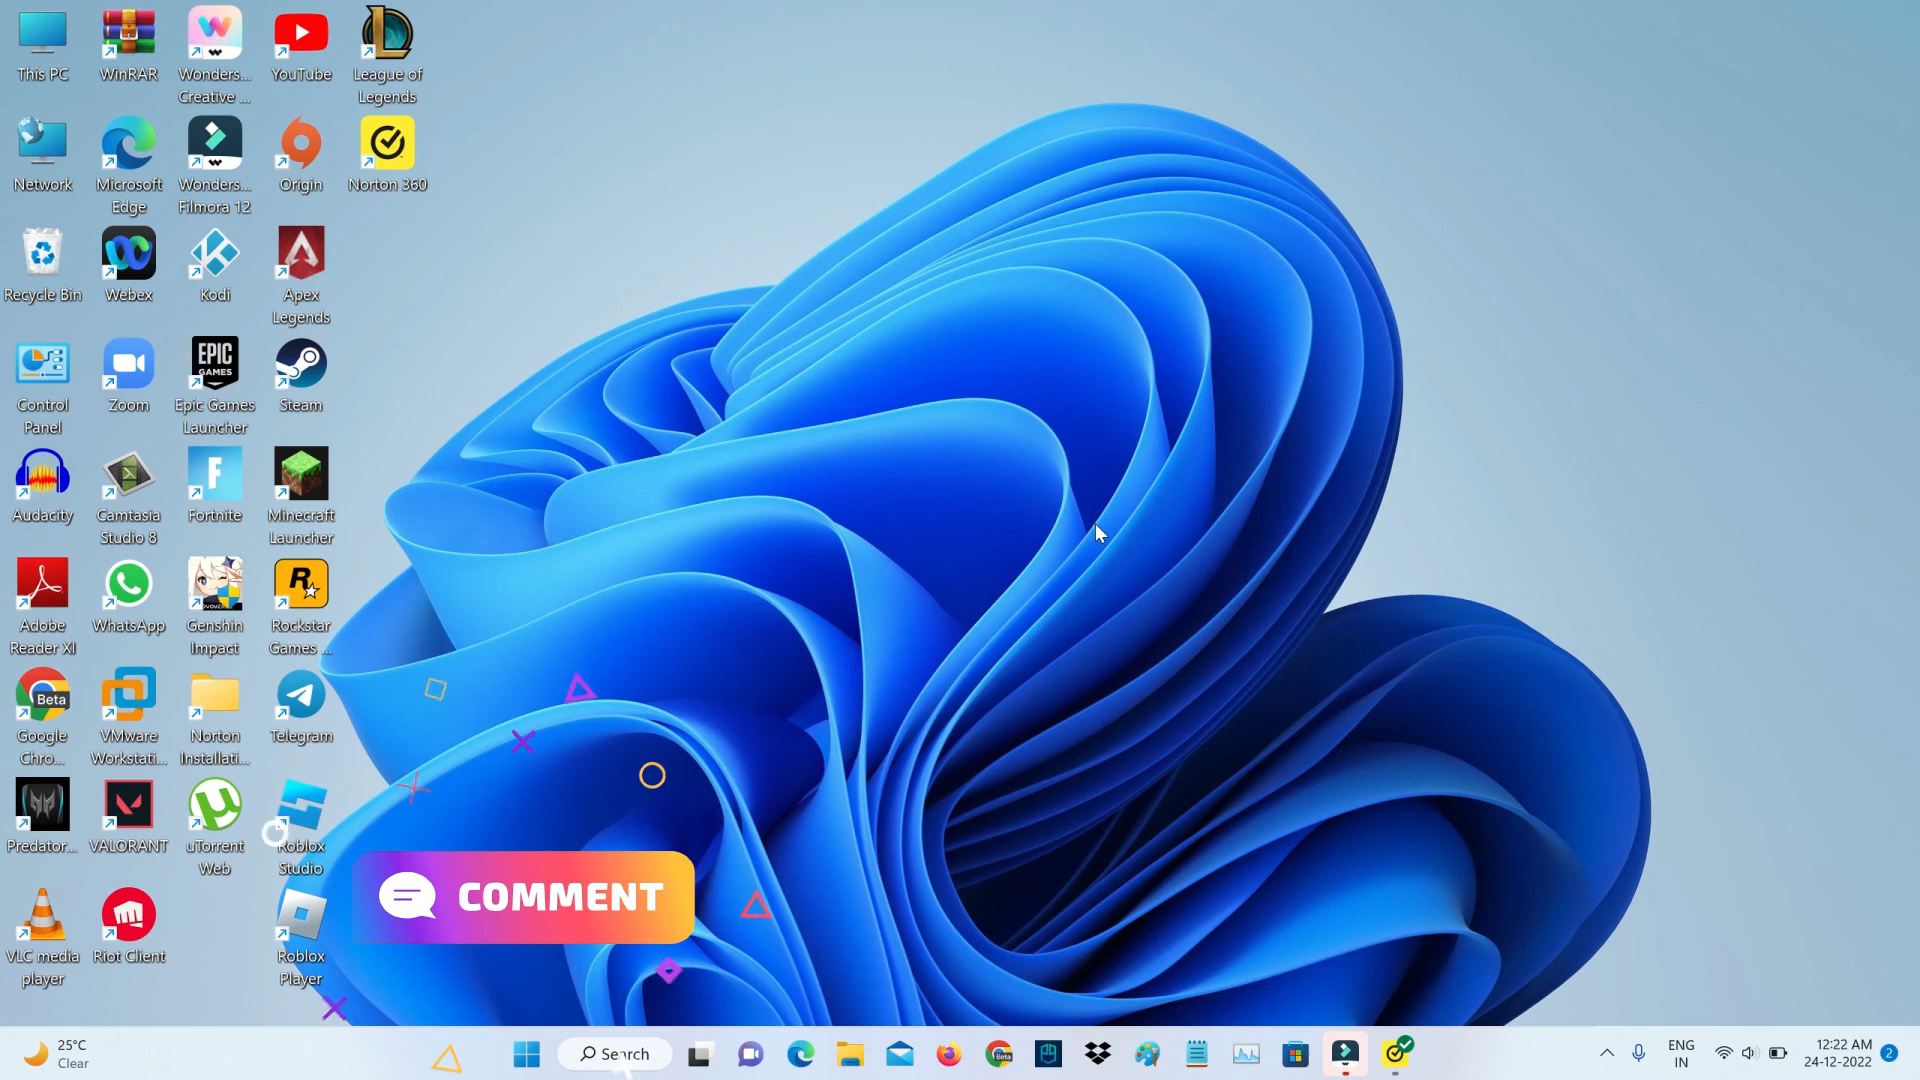 This PC
WinRAR
Wonders...
Creative ...
YouTube
League of
Legends
Network
Microsoft
Edge
Wonders...
Filmora 12
Origin
Norton 360
Recycle Bin
Webex
Kodi
Apex
Legends
Control
Panel
Zoom
EPIC
GAMES
Epic Games
Launcher
Steam
Audacity
Camtasia
Studio 8
Fortnite
Minecraft
Launcher
Adobe
Reader XI
WhatsApp
Genshin
Impact
Rockstar
Games ...
Beta
Google
Chro...
VMware
Workstati...
Norton
Installati...
Telegram
Predator...
VALORANT
uTorrent
Web
Roblox
Studio
VLC media
player
Riot Client
Roblox
Player
COMMENT
25°C
Clear
Search
Beta
ENG
IN
12:22 AM
24-12-2022
2